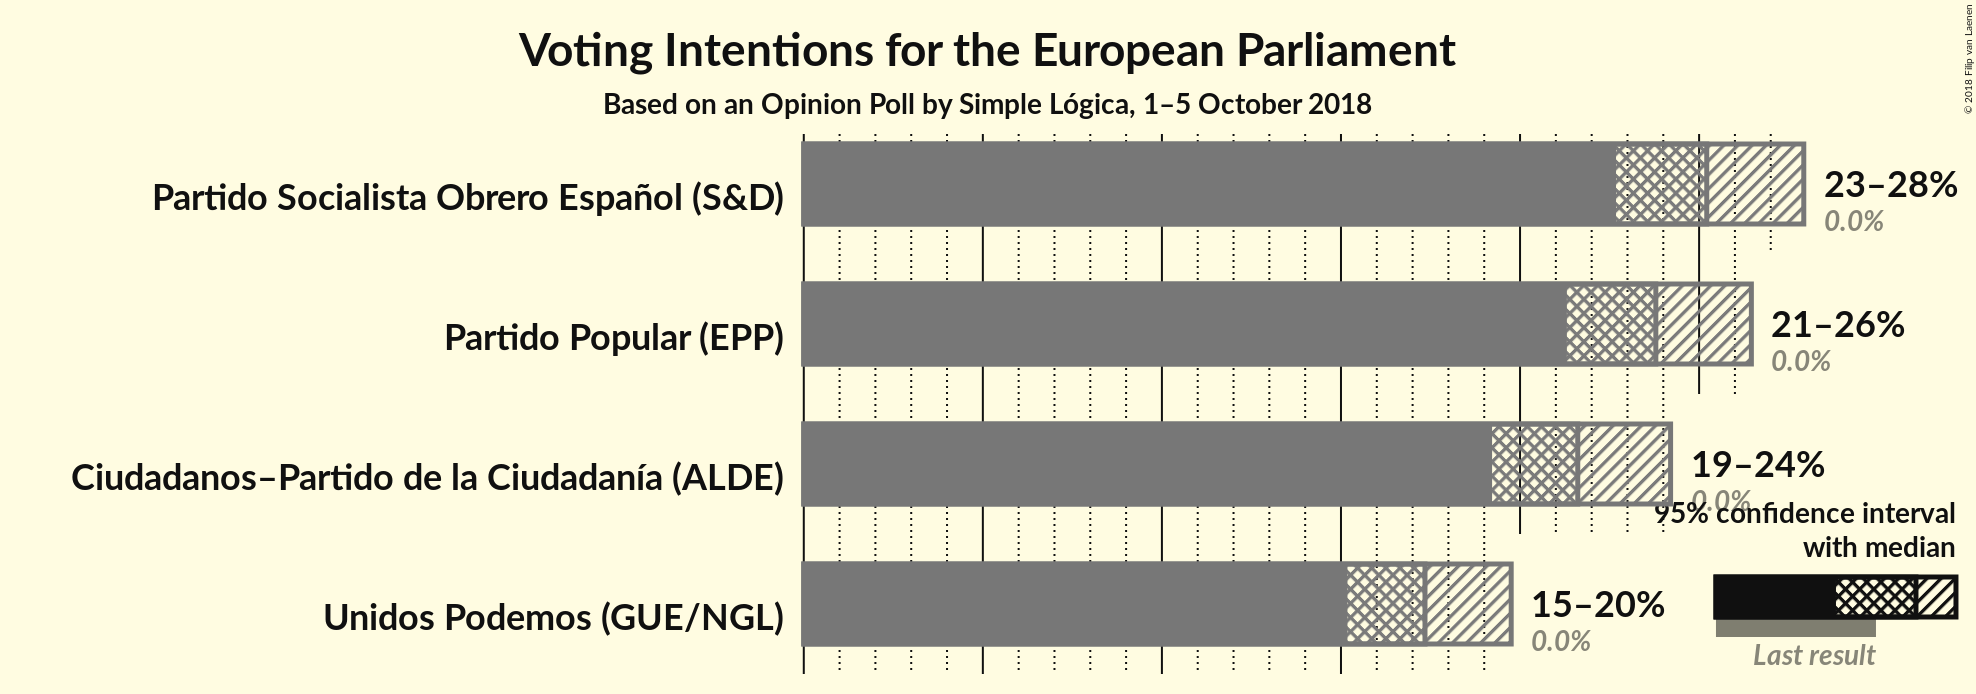 Voting Intentions for the European Parliament
Based on an Opinion Poll by Simple Lógica, 1–5 October 2018
© 2018 Filip van Laenen
Partido Socialista Obrero Español (S&D)
23–28%
0.0%
Partido Popular (EPP)
21–26%
0.0%
Ciudadanos–Partido de la Ciudadanía (ALDE)
19–24%
0.0%
95% confidence interval
with median
Unidos Podemos (GUE/NGL)
15–20%
0.0%
Last result